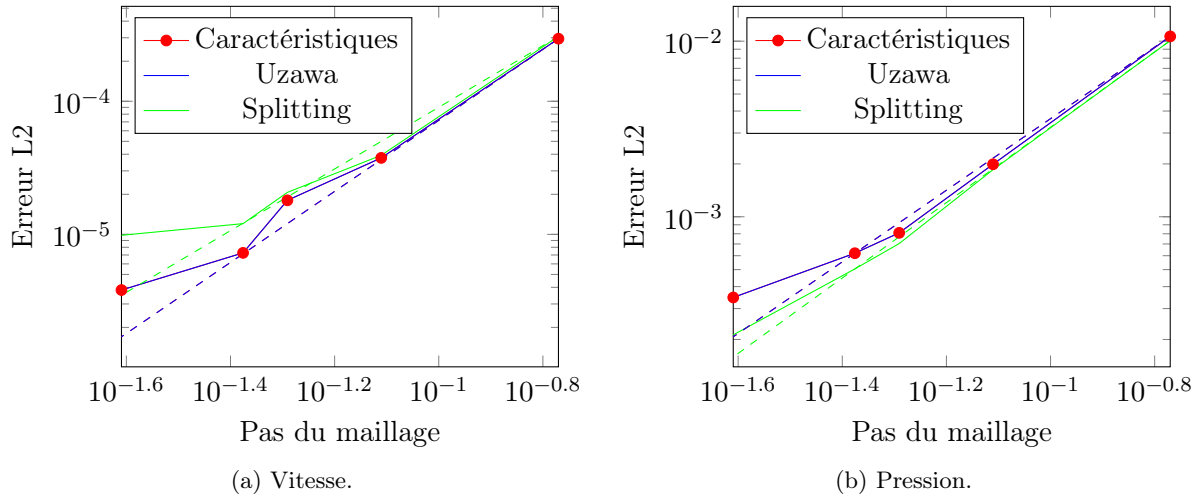 10^−1.6 10^−1.4 10^−1.2 10^−1 10^−0.8
10^−5
10^−4
Pas du maillage
Erreur L2
Caractéristiques
Uzawa
Splitting
(a) Vitesse.
10^−1.6 10^−1.4 10^−1.2 10^−1 10^−0.8
10^−3
10^−2
Pas du maillage
Erreur L2
Caractéristiques
Uzawa
Splitting
(b) Pression.